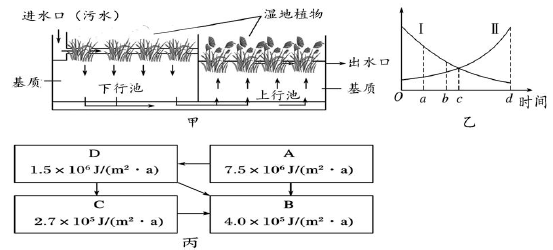 进水口（污水）
湿地植物
出水口
基质
下行池
上行池
基质
甲
Ⅰ
Ⅱ
O a b c d 时间
乙
D
1.5×10⁶ J/(m²·a)
A
7.5×10⁶ J/(m²·a)
C
2.7×10⁵ J/(m²·a)
B
4.0×10⁵ J/(m²·a)
丙